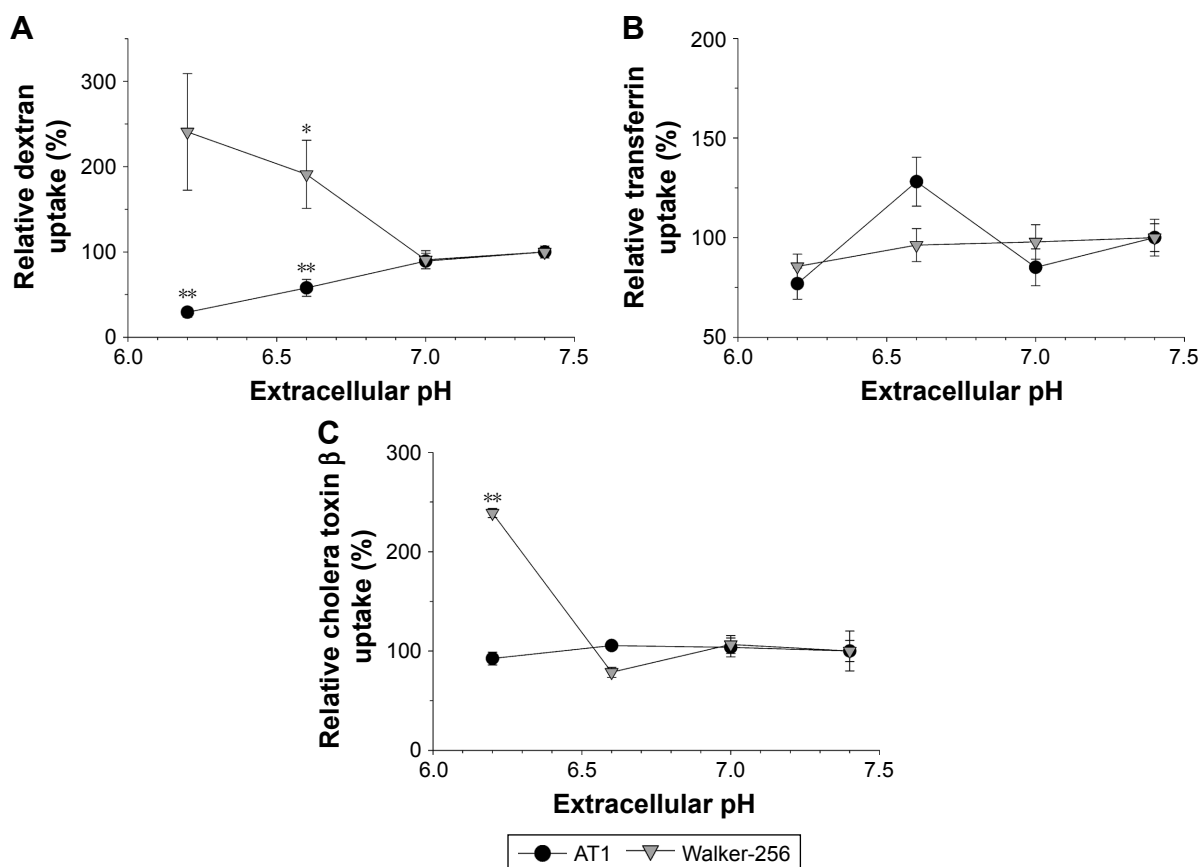 A
Relative dextran
uptake (%)
300
200
100
0
6.0 6.5 7.0 7.5
Extracellular pH
*
**
**
B
Relative transferrin
uptake (%)
200
150
100
50
6.0 6.5 7.0 7.5
Extracellular pH
C
Relative cholera toxin β
uptake (%)
300
200
100
0
6.0 6.5 7.0 7.5
Extracellular pH
**
AT1 Walker-256